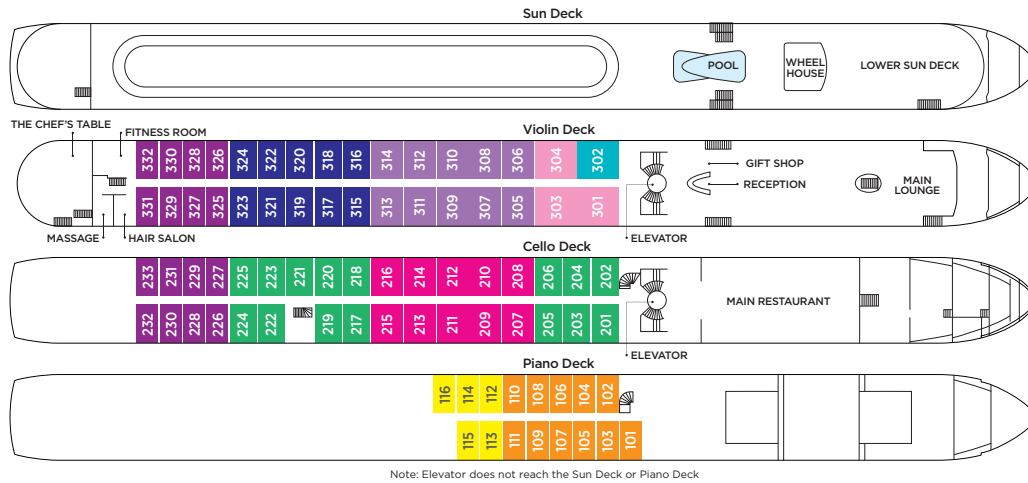 Sun Deck
POOL
WHEEL
HOUSE
LOWER SUN DECK
THE CHEF'S TABLE
FITNESS ROOM
Violin Deck
332 330 328 326 324 322 320 318 316 314 312 310 308 306 304 302
GIFT SHOP
RECEPTION
MAIN
LOUNGE
331 329 327 325 323 321 319 317 315 313 311 309 307 305 303 301
MASSAGE
HAIR SALON
ELEVATOR
Cello Deck
233 231 229 227 225 223 221 220 218 216 214 212 210 208 206 204 202
MAIN RESTAURANT
232 230 228 226 224 222 219 217 215 213 211 209 207 205 203 201
ELEVATOR
Piano Deck
116 114 112 110 108 106 104 102
115 113 111 109 107 105 103 101
Note: Elevator does not reach the Sun Deck or Piano Deck